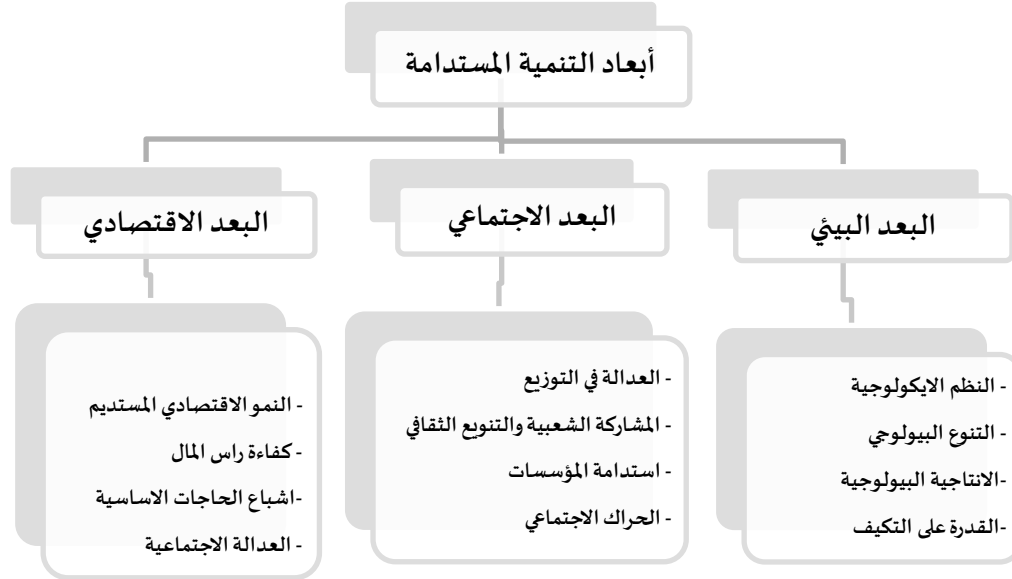 أبعاد التنمية المستدامة
البعد البيئي
البعد الاجتماعي
البعد الاقتصادي
- النظم الايكولوجية
- التنوع البيولوجي
-الانتاجية البيولوجية
-القدرة على التكيف
- العدالة في التوزيع
- المشاركة الشعبية والتنويع الثقافي
- استدامة المؤسسات
- الحراك الاجتماعي
- النمو الاقتصادي المستديم
- كفاءة راس المال
-اشباع الحاجات الاساسية
- العدالة الاجتماعية